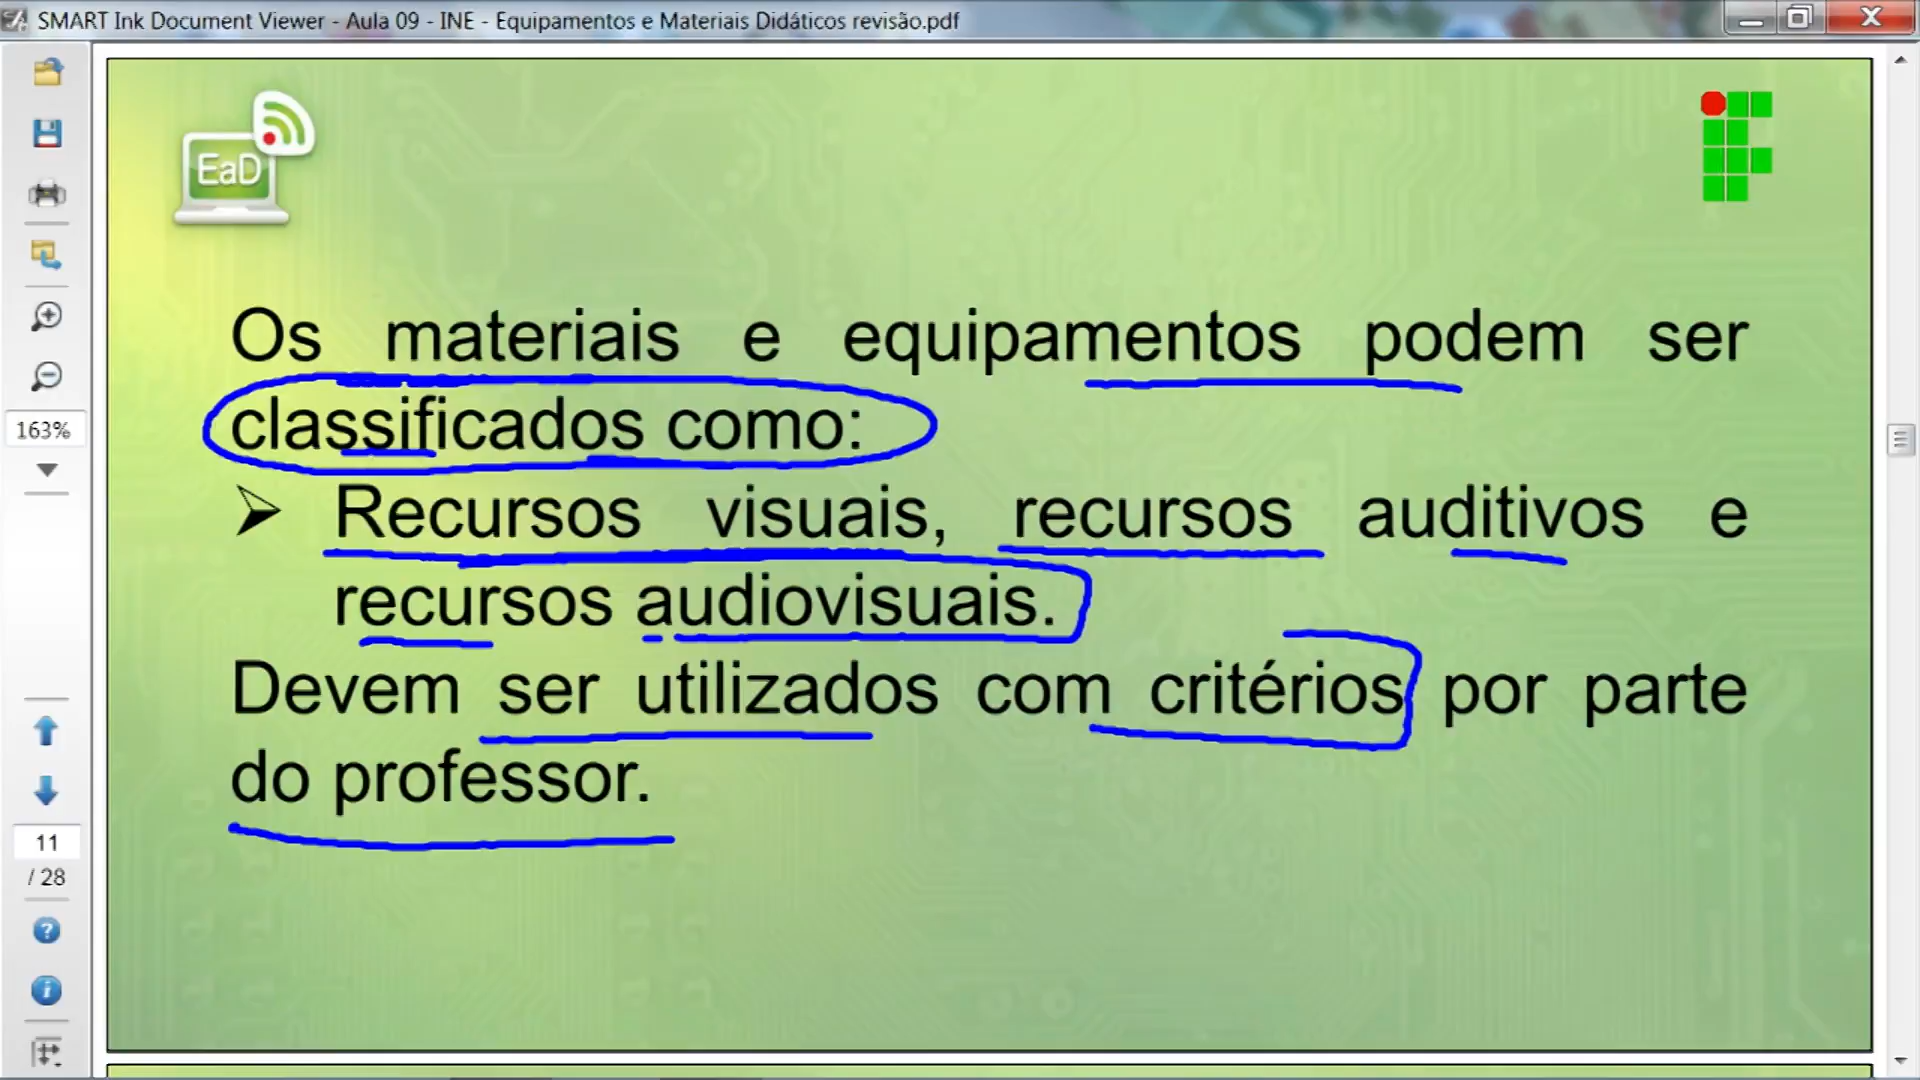 SMART Ink Document Viewer - Aula 09 - INE - Equipamentos e Materiais Didáticos revisão.pdf
EaD
163%
Os materiais e equipamentos podem ser
classificados como:
Recursos visuais, recursos auditivos e
recursos audiovisuais.
Devem ser utilizados com critérios por parte
do professor.
11
/ 28